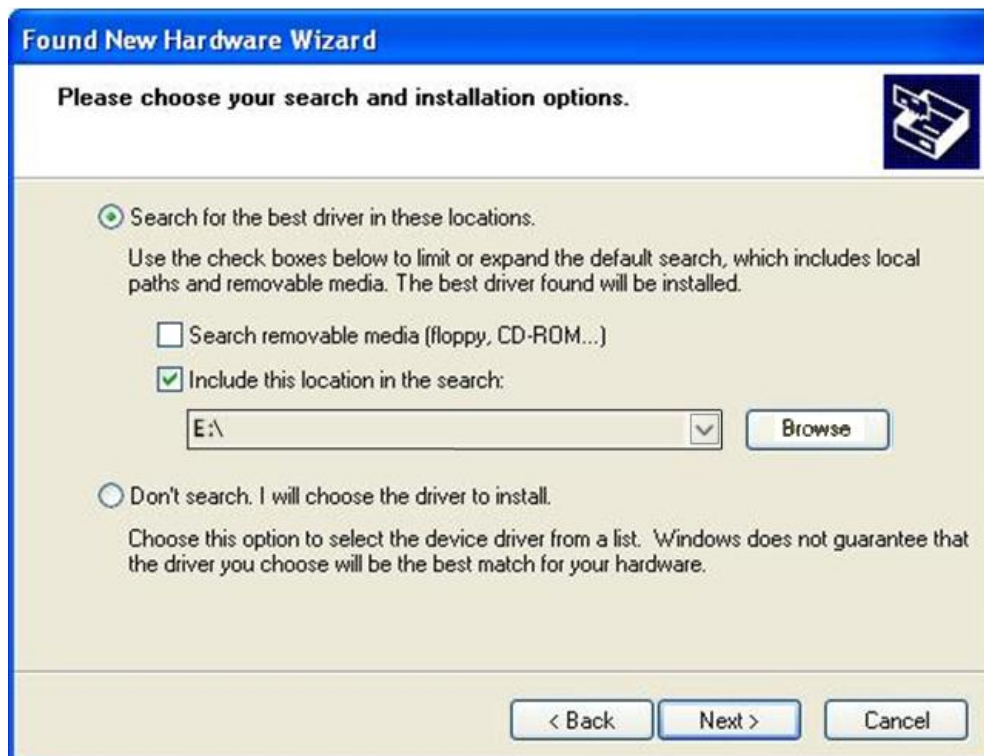 Found New Hardware Wizard
Please choose your search and installation options.
Search for the best driver in these locations.
Use the check boxes below to limit or expand the default search, which includes local
paths and removable media. The best driver found will be installed.
Search removable media (floppy, CD-ROM...)
Include this location in the search:
E:\
Browse
Don't search. I will choose the driver to install.
Choose this option to select the device driver from a list. Windows does not guarantee that
the driver you choose will be the best match for your hardware.
< Back
Next >
Cancel